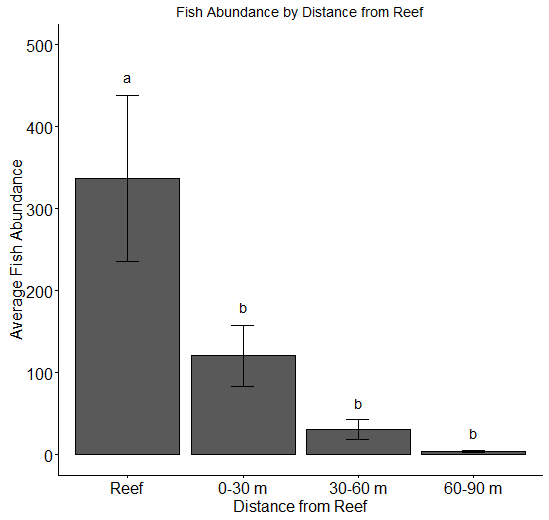 Fish Abundance by Distance from Reef
500
400
300
200
100
0
Average Fish Abundance
a
b
b
b
Reef
0-30 m
30-60 m
60-90 m
Distance from Reef